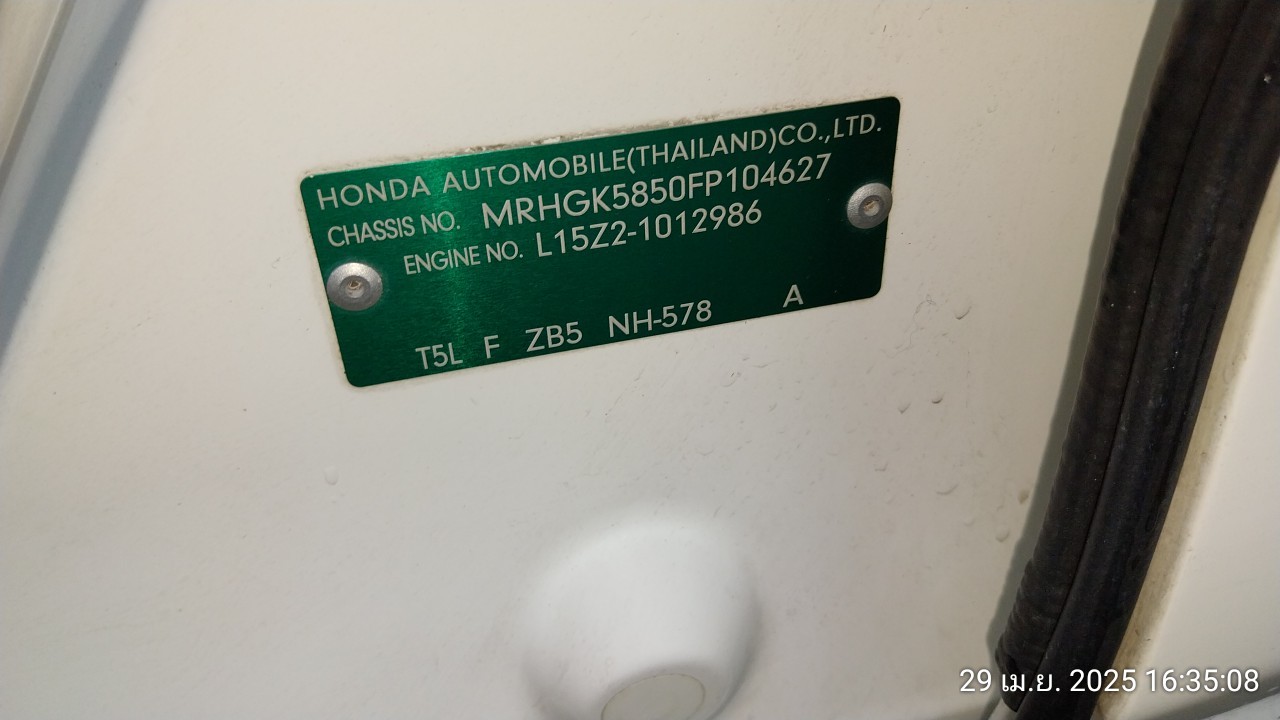 HONDA AUTOMOBILE(THAILAND)CO.,LTD.
CHASSIS NO. MRHGK5850FP104627
ENGINE NO. L15Z2-1012986
T5L F ZB5 NH-578 A
29 เม.ย. 2025 16:35:08